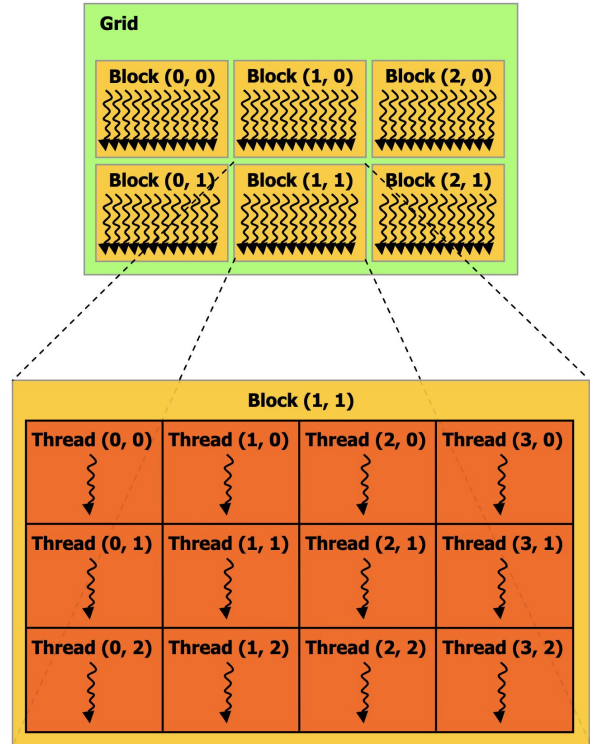 Grid
Block (0, 0) Block (1, 0) Block (2, 0)
Block (0, 1) Block (1, 1) Block (2, 1)
Block (1, 1)
Thread (0, 0) Thread (1, 0) Thread (2, 0) Thread (3, 0)
Thread (0, 1) Thread (1, 1) Thread (2, 1) Thread (3, 1)
Thread (0, 2) Thread (1, 2) Thread (2, 2) Thread (3, 2)